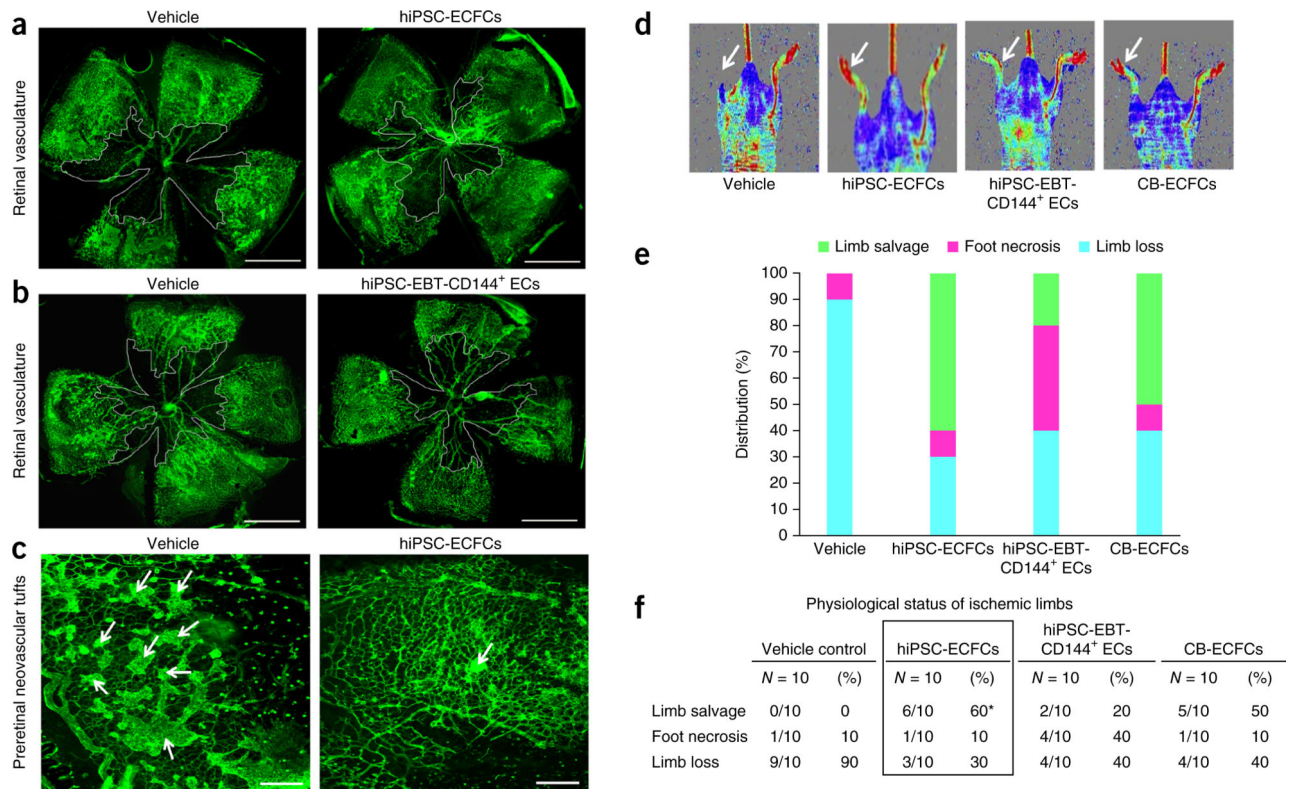 a
Vehicle
hiPSC-ECFCs
Retinal vasculature
b
Vehicle
hiPSC-EBT-CD144⁺ ECs
Retinal vasculature
c
Vehicle
hiPSC-ECFCs
Preretinal neovascular tufts
d
Vehicle
hiPSC-ECFCs
hiPSC-EBT-
CD144⁺ ECs
CB-ECFCs
e
Limb salvage Foot necrosis Limb loss
Distribution (%)
100
90
80
70
60
50
40
30
20
10
0
Vehicle
hiPSC-ECFCs
hiPSC-EBT-
CD144⁺ ECs
CB-ECFCs
f
Physiological status of ischemic limbs
Vehicle control hiPSC-ECFCs hiPSC-EBT-
CD144⁺ ECs CB-ECFCs
N = 10 (%) N = 10 (%) N = 10 (%) N = 10 (%)
Limb salvage 0/10 0 6/10 60* 2/10 20 5/10 50
Foot necrosis 1/10 10 1/10 10 4/10 40 1/10 10
Limb loss 9/10 90 3/10 30 4/10 40 4/10 40